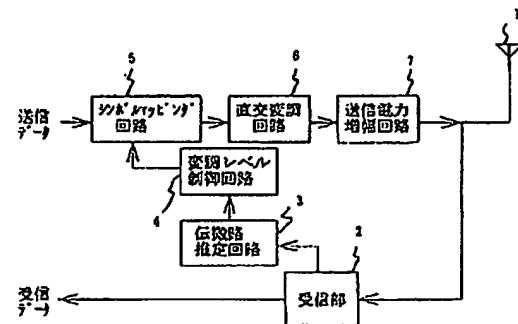 1
5
6
7
送信
データ
シンボルマッピング
回路
直交変調
回路
送信電力
増幅回路
変調レベル
制御回路
4
3
伝搬路
推定回路
2
受信
データ
受信部